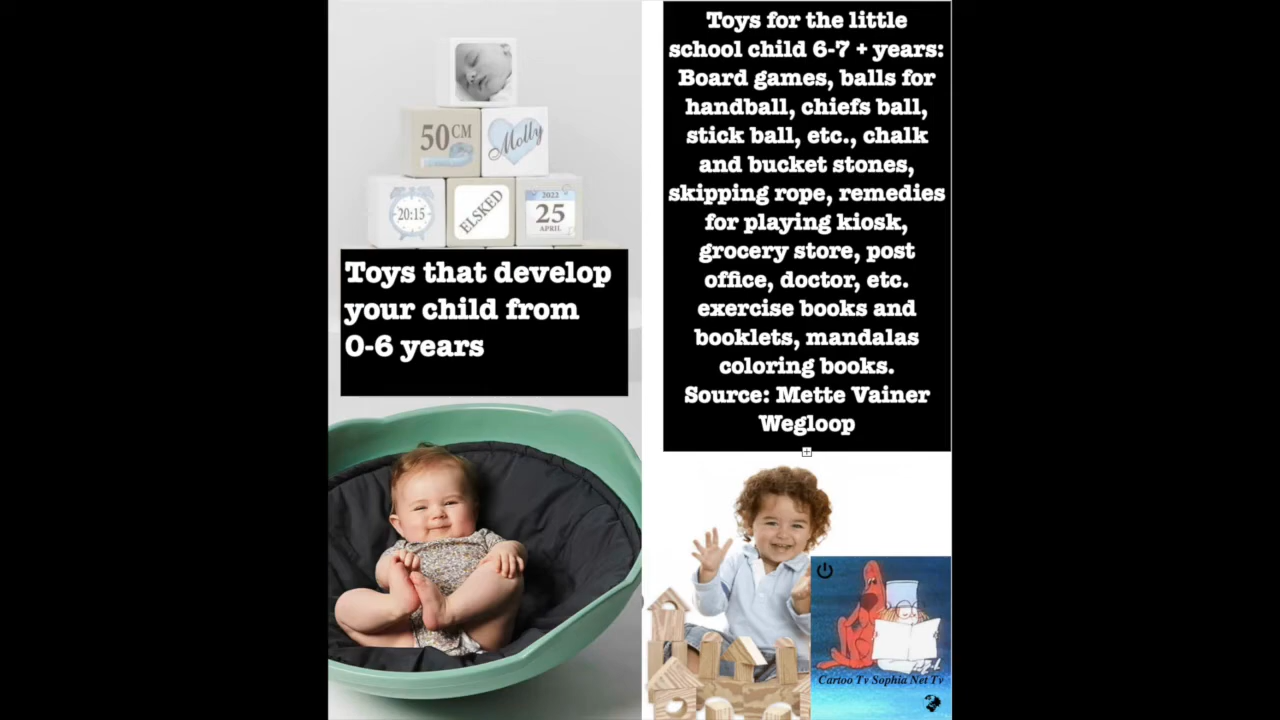 50CM
Molly
20:15
ELSKED
2022
25
APRIL
Toys that develop
your child from
0-6 years
Toys for the little
school child 6-7 + years:
Board games, balls for
handball, chiefs ball,
stick ball, etc., chalk
and bucket stones,
skipping rope, remedies
for playing kiosk,
grocery store, post
office, doctor, etc.
exercise books and
booklets, mandalas
coloring books.
Source: Mette Vainer
Wegloop
Cartoo Tv Sophia Net Tv